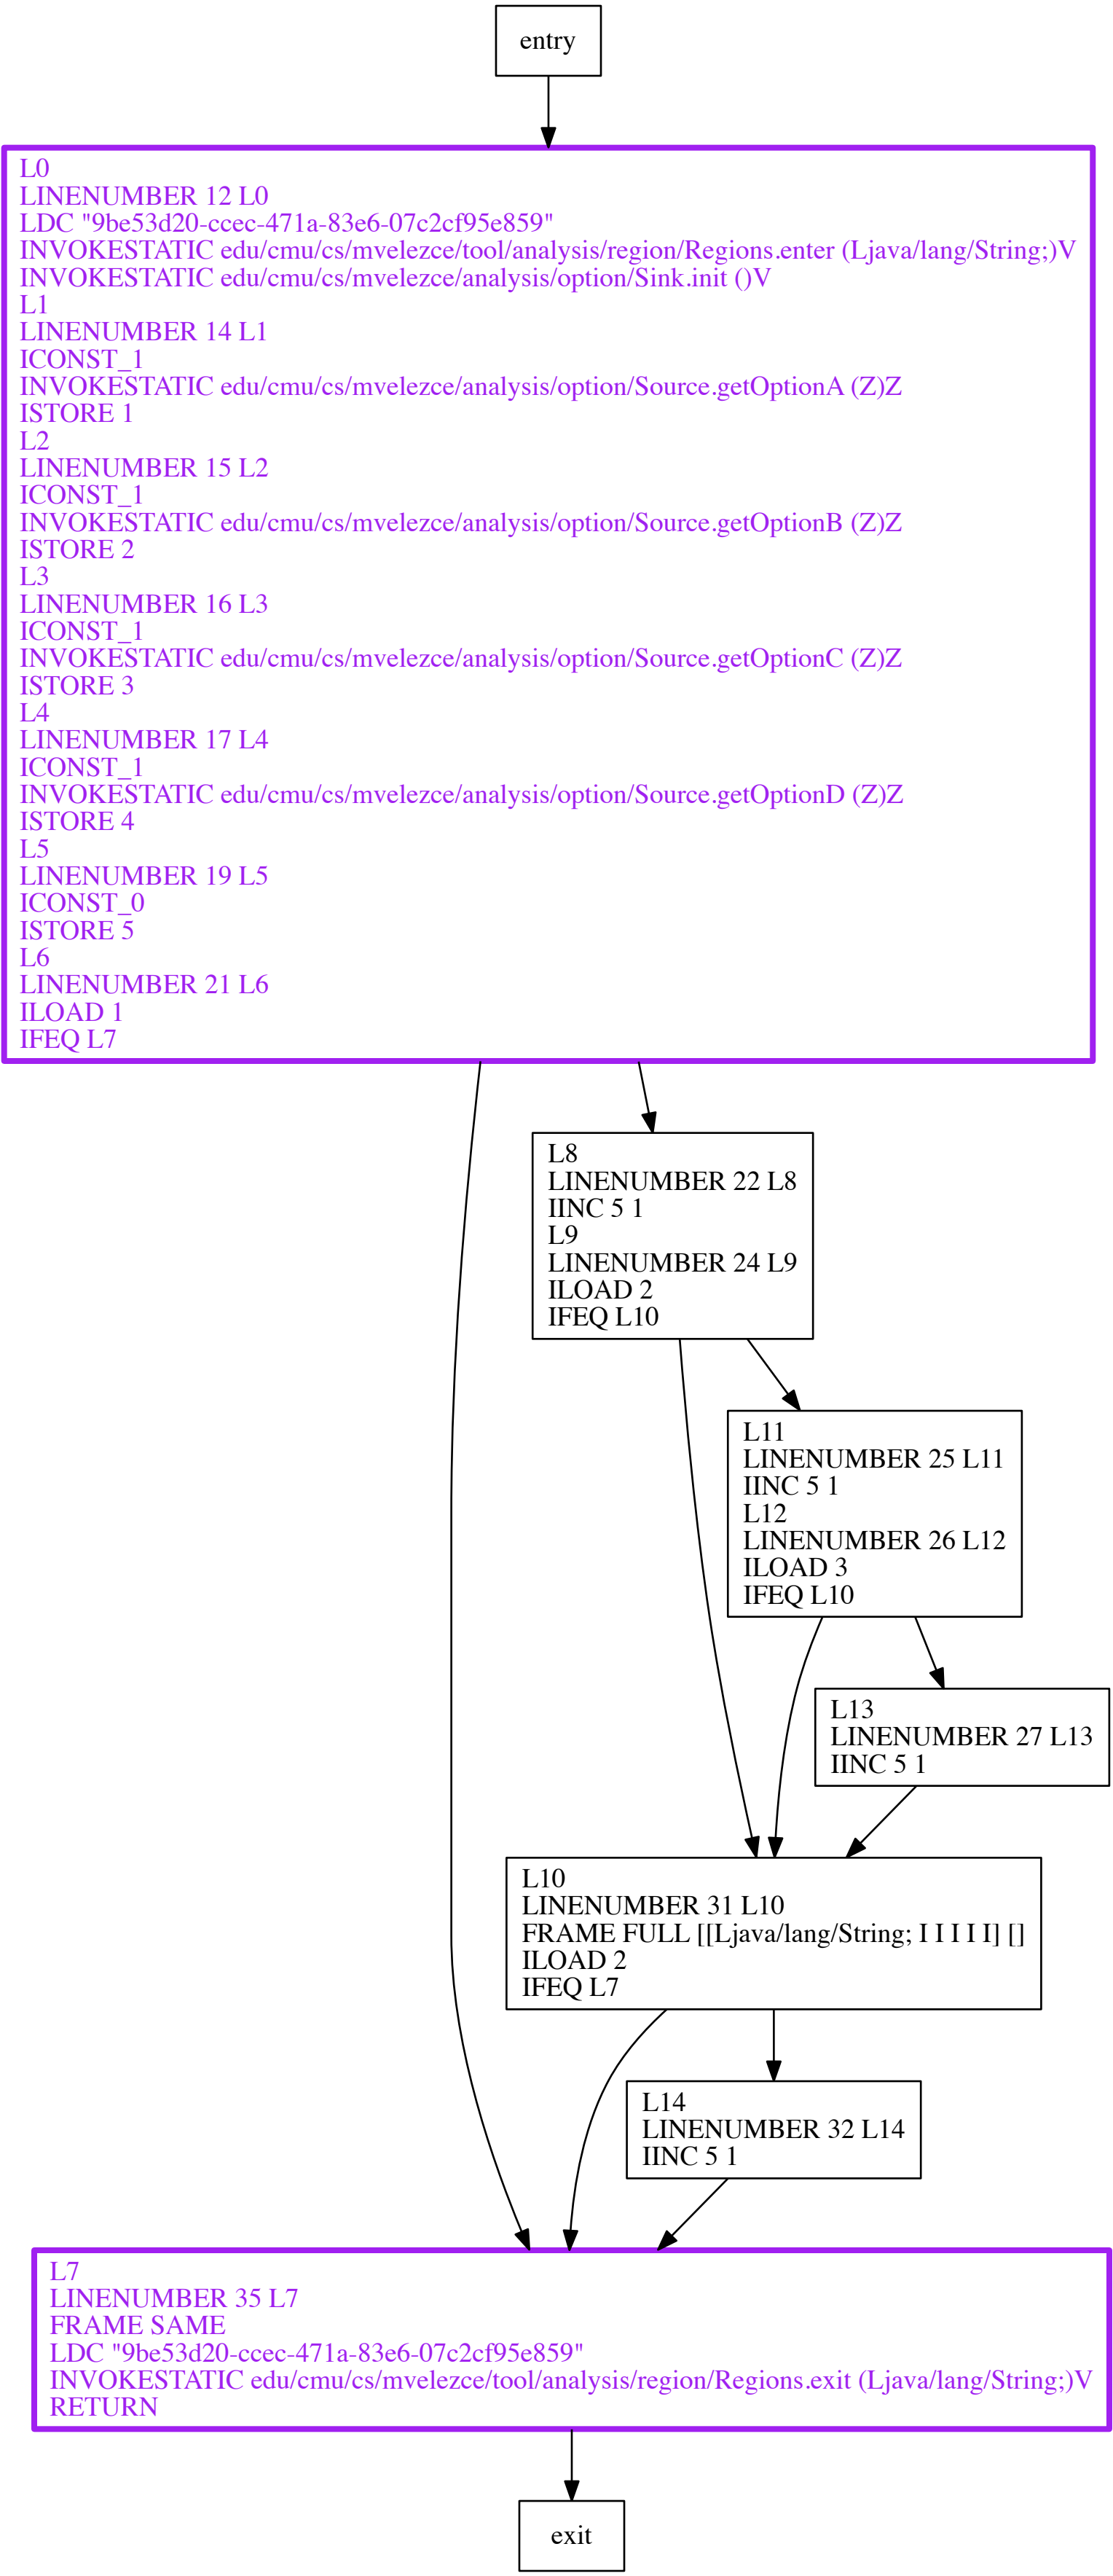 entry
L0
LINENUMBER 12 L0
LDC "9be53d20-ccec-471a-83e6-07c2cf95e859"
INVOKESTATIC edu/cmu/cs/mvelezce/tool/analysis/region/Regions.enter (Ljava/lang/String;)V
INVOKESTATIC edu/cmu/cs/mvelezce/analysis/option/Sink.init ()V
L1
LINENUMBER 14 L1
ICONST_1
INVOKESTATIC edu/cmu/cs/mvelezce/analysis/option/Source.getOptionA (Z)Z
ISTORE 1
L2
LINENUMBER 15 L2
ICONST_1
INVOKESTATIC edu/cmu/cs/mvelezce/analysis/option/Source.getOptionB (Z)Z
ISTORE 2
L3
LINENUMBER 16 L3
ICONST_1
INVOKESTATIC edu/cmu/cs/mvelezce/analysis/option/Source.getOptionC (Z)Z
ISTORE 3
L4
LINENUMBER 17 L4
ICONST_1
INVOKESTATIC edu/cmu/cs/mvelezce/analysis/option/Source.getOptionD (Z)Z
ISTORE 4
L5
LINENUMBER 19 L5
ICONST_0
ISTORE 5
L6
LINENUMBER 21 L6
ILOAD 1
IFEQ L7
L8
LINENUMBER 22 L8
IINC 5 1
L9
LINENUMBER 24 L9
ILOAD 2
IFEQ L10
L11
LINENUMBER 25 L11
IINC 5 1
L12
LINENUMBER 26 L12
ILOAD 3
IFEQ L10
L13
LINENUMBER 27 L13
IINC 5 1
L10
LINENUMBER 31 L10
FRAME FULL [[Ljava/lang/String; I I I I I] []
ILOAD 2
IFEQ L7
L14
LINENUMBER 32 L14
IINC 5 1
L7
LINENUMBER 35 L7
FRAME SAME
LDC "9be53d20-ccec-471a-83e6-07c2cf95e859"
INVOKESTATIC edu/cmu/cs/mvelezce/tool/analysis/region/Regions.exit (Ljava/lang/String;)V
RETURN
exit